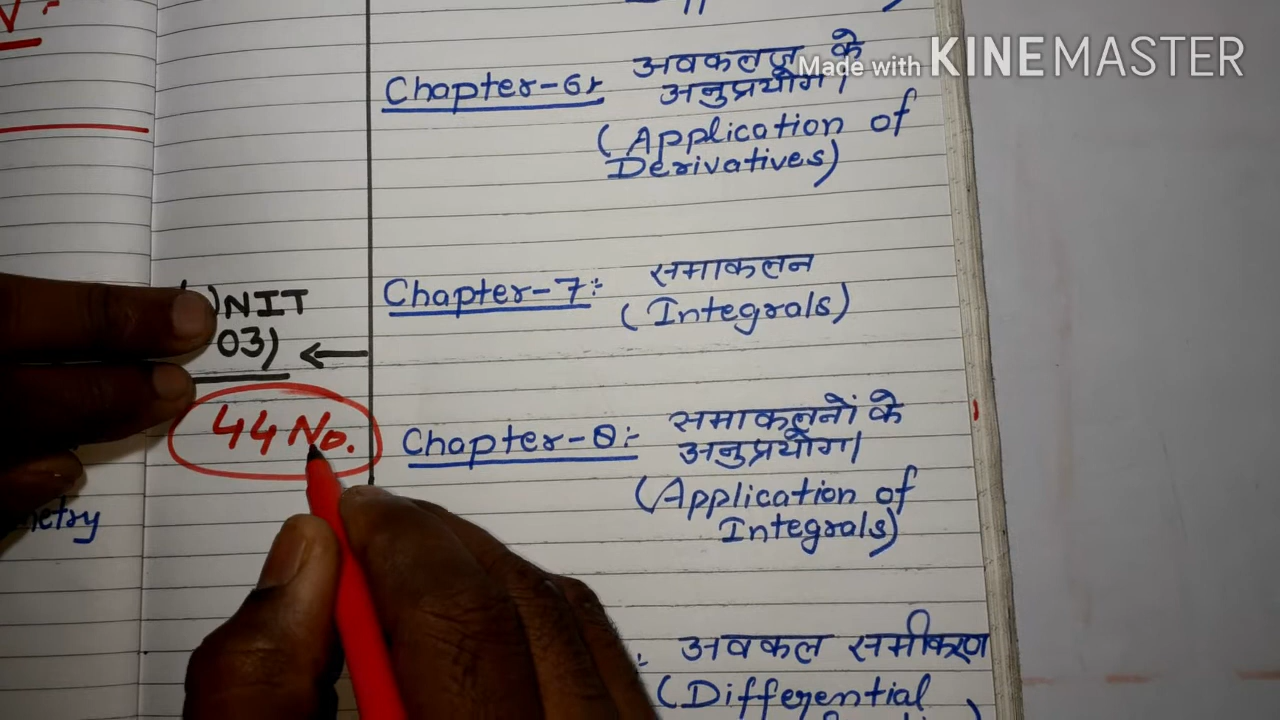 Made with KINEMASTER
Chapter-6:-
अवकलज के
अनुप्रयोग।
(Application of
Derivatives)
NIT
03)
Chapter-7:-
समाकलन
(Integrals)
44 No.
Chapter-8:-
समाकलनों के
अनुप्रयोग।
(Application of
Integrals)
अवकल समीकरण
(Differential